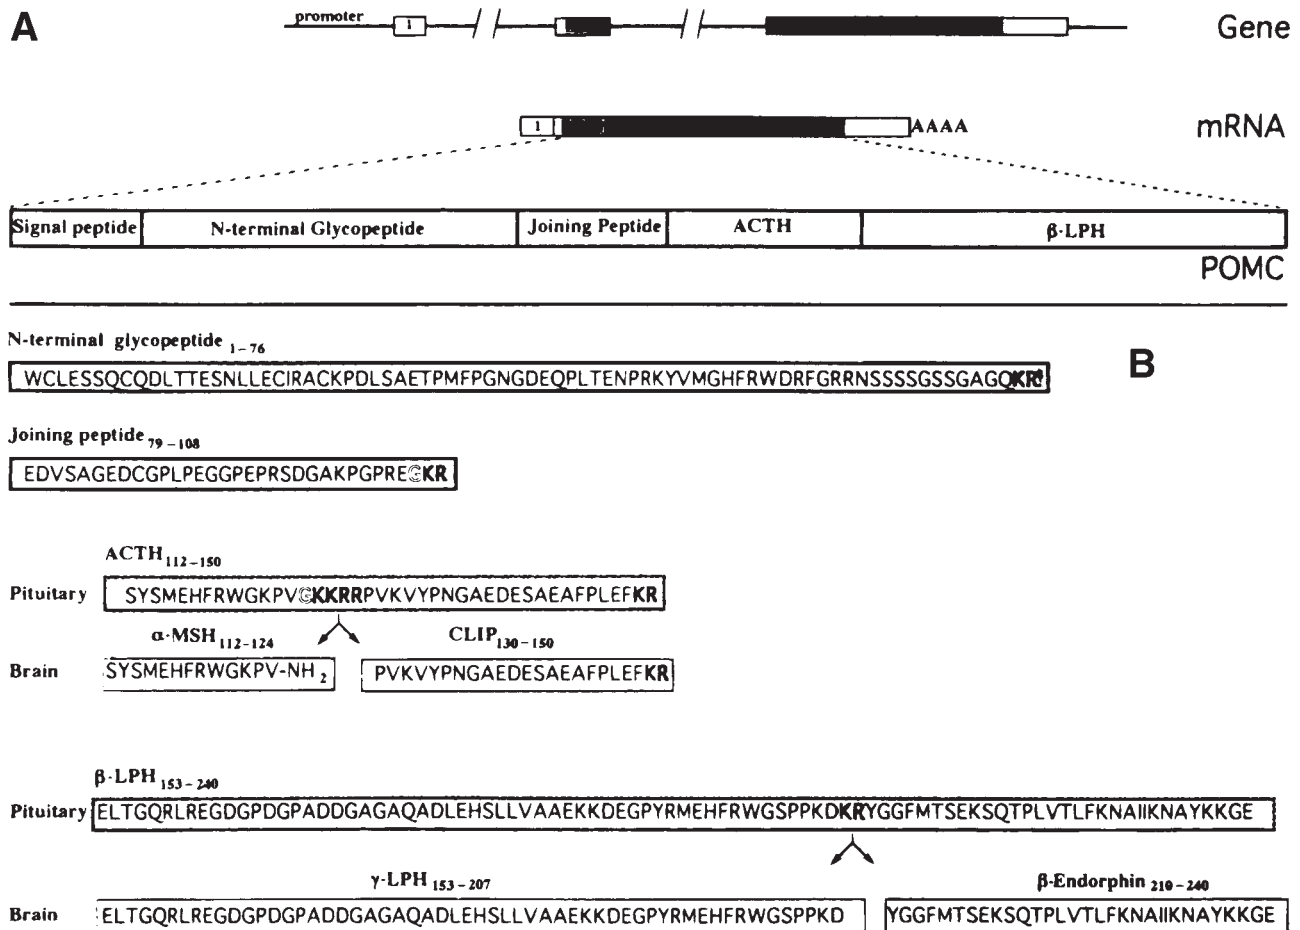 A
promoter
1
Gene
1
AAAA
mRNA
Signal peptide
N-terminal Glycopeptide
Joining Peptide
ACTH
β-LPH
POMC
N-terminal glycopeptide 1-76
B
WCLESSQCQDLTTESNLLECIRACKPDLSAETPMFPGNGDEQPLTENPRKYVMGHFRWDRFGRRNSSSSGSSGAGQKR
Joining peptide 79-108
EDVSAGEDCGPLPEGGPEPRSDGAKPGPREGKR
ACTH 112-150
Pituitary
SYSMEHFRWGKPVGKKRRPVKVYPNGAEDESAEAFPLEFKR
α-MSH 112-124
CLIP 130-150
Brain
SYSMEHFRWGKPV-NH2
PVKVYPNGAEDESAEAFPLEFKR
β-LPH 153-240
Pituitary
ELTGQRLREGDGPDGPADDGAGAQADLEHSLLVAAEKKDEGPYRMEHFRWGSPPKDKRYGGFMTSEKSQTPLVTLFKNAIIKNAYKKGE
γ-LPH 153-207
β-Endorphin 210-240
Brain
ELTGQRLREGDGPDGPADDGAGAQADLEHSLLVAAEKKDEGPYRMEHFRWGSPPKD
YGGFMTSEKSQTPLVTLFKNAIIKNAYKKGE